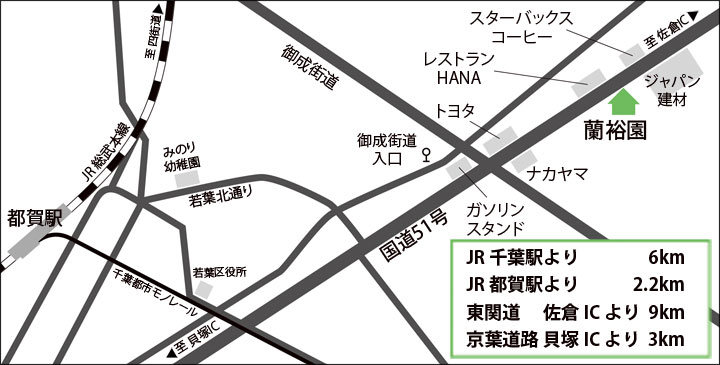 スターバックス
コーヒー
至 佐倉IC▶
至 四街道▶
御成街道
レストラン
HANA
ジャパン
建材
トヨタ
蘭裕園
JR 総武本線
御成街道
入口
みのり
幼稚園
ナカヤマ
若葉北通り
都賀駅
ガソリン
スタンド
国道51号
若葉区役所
千葉都市モノレール
◀至 貝塚IC
JR 千葉駅より 6km
JR 都賀駅より 2.2km
東関道 佐倉 IC より 9km
京葉道路 貝塚 IC より 3km